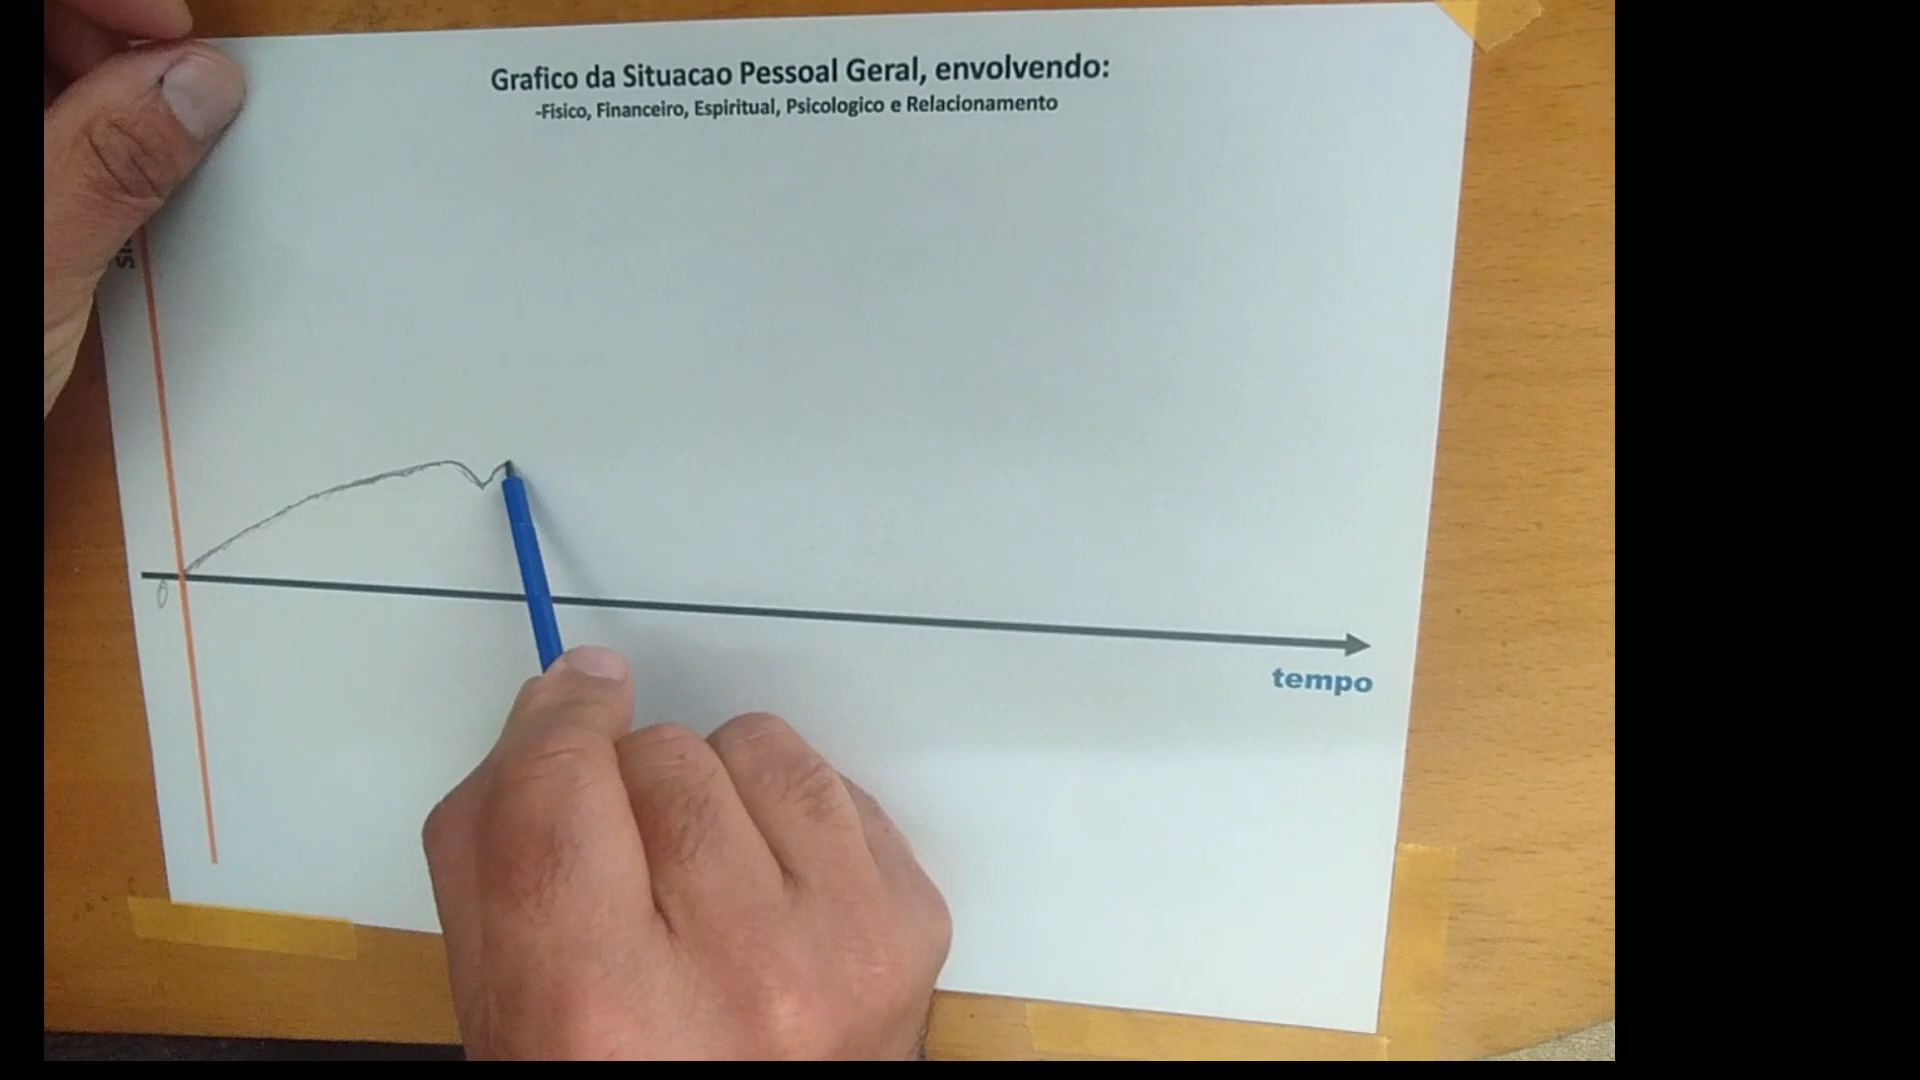 Grafico da Situacao Pessoal Geral, envolvendo:
-Fisico, Financeiro, Espiritual, Psicologico e Relacionamento
0
tempo